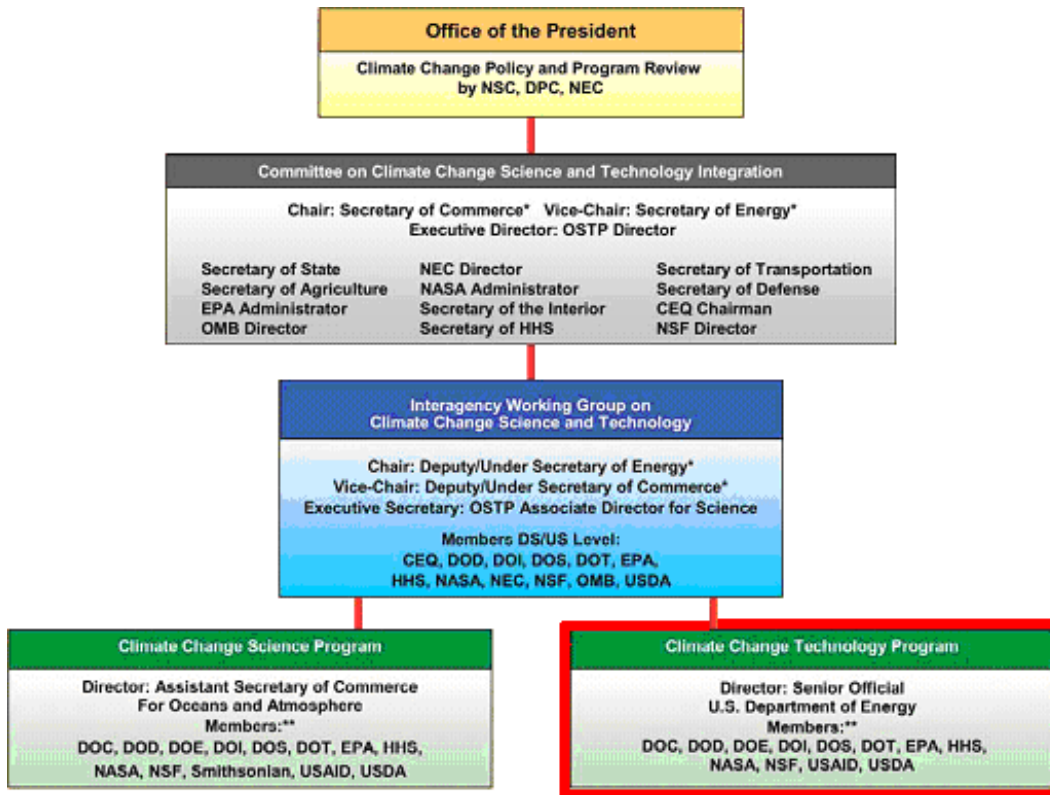 Office of the President
Climate Change Policy and Program Review
by NSC, DPC, NEC
Committee on Climate Change Science and Technology Integration
Chair: Secretary of Commerce* Vice-Chair: Secretary of Energy*
Executive Director: OSTP Director
Secretary of State
Secretary of Agriculture
EPA Administrator
OMB Director
NEC Director
NASA Administrator
Secretary of the Interior
Secretary of HHS
Secretary of Transportation
Secretary of Defense
CEQ Chairman
NSF Director
Interagency Working Group on
Climate Change Science and Technology
Chair: Deputy/Under Secretary of Energy*
Vice-Chair: Deputy/Under Secretary of Commerce*
Executive Secretary: OSTP Associate Director for Science
Members DS/US Level:
CEQ, DOD, DOI, DOS, DOT, EPA,
HHS, NASA, NEC, NSF, OMB, USDA
Climate Change Science Program
Director: Assistant Secretary of Commerce
For Oceans and Atmosphere
Members:**
DOC, DOD, DOE, DOI, DOS, DOT, EPA, HHS,
NASA, NSF, Smithsonian, USAID, USDA
Climate Change Technology Program
Director: Senior Official
U.S. Department of Energy
Members:**
DOC, DOD, DOE, DOI, DOS, DOT, EPA, HHS,
NASA, NSF, USAID, USDA